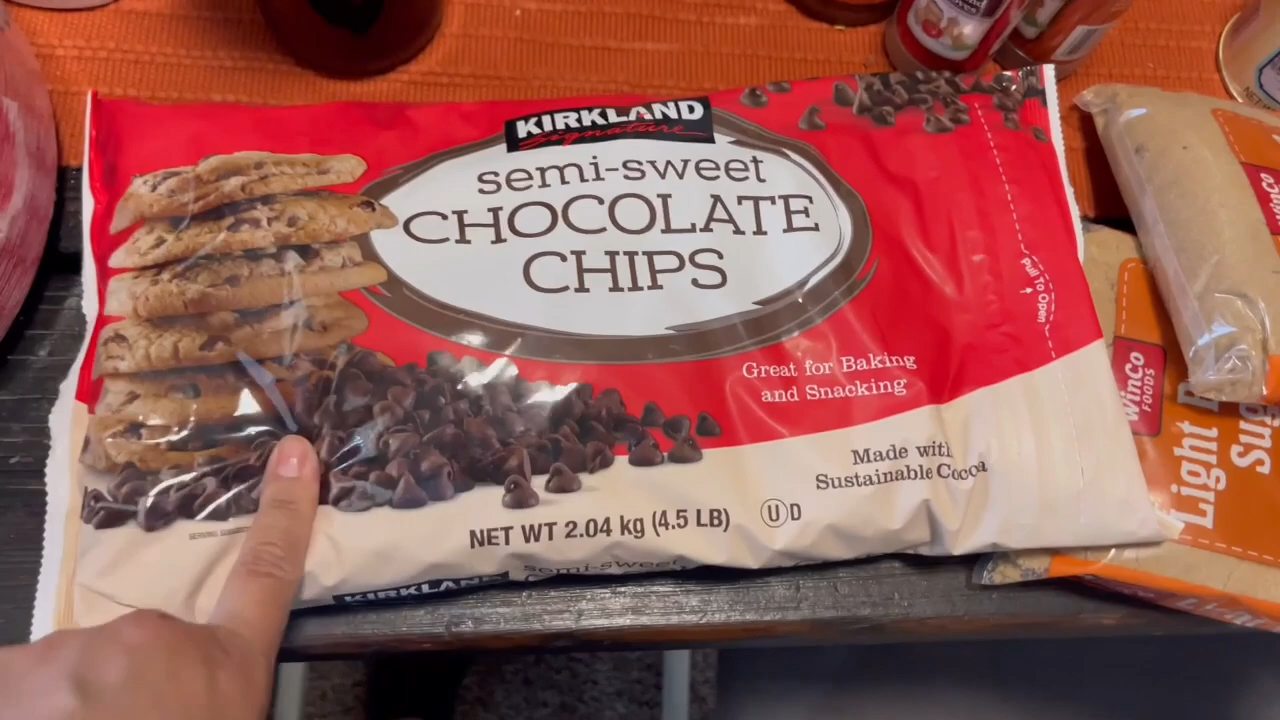 KIRKLAND
Signature
semi-sweet
CHOCOLATE
CHIPS
Pull To Open
Great for Baking
and Snacking
Made with
Sustainable Cocoa
NET WT 2.04 kg (4.5 LB)
U D
KIRKLAND
semi-sweet
WinCo
WinCo
FOODS
Light